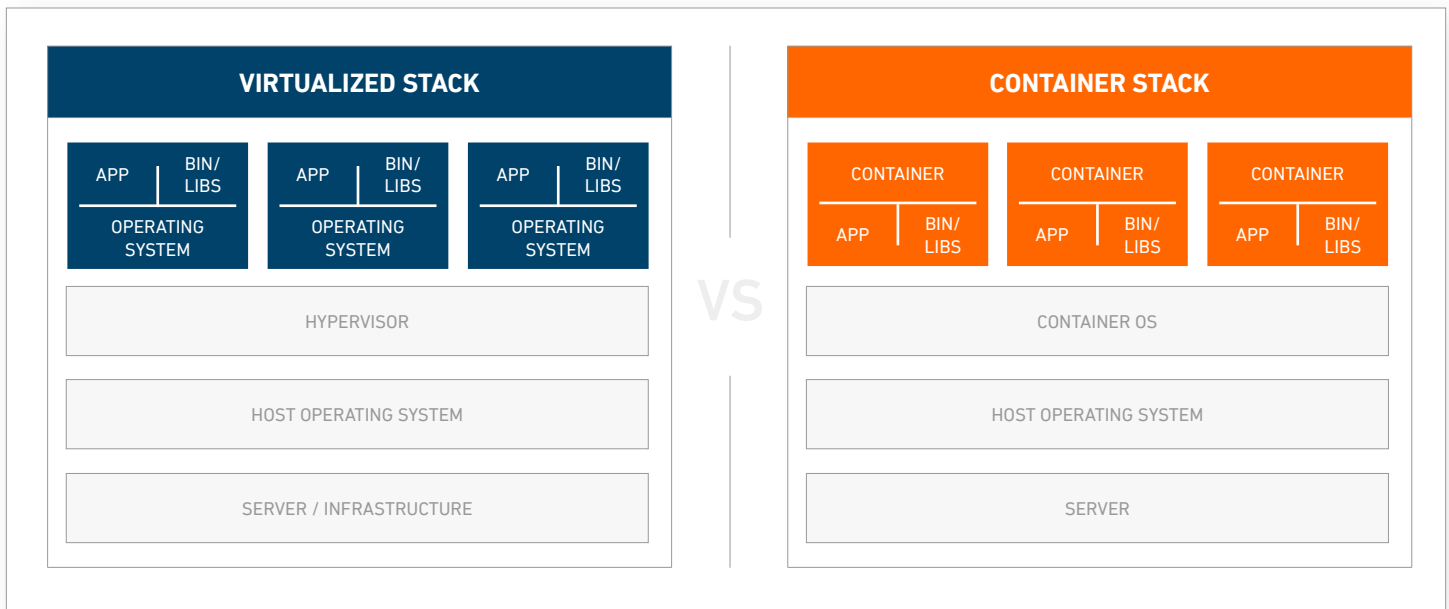 VIRTUALIZED STACK
APP
BIN/
LIBS
OPERATING
SYSTEM
APP
BIN/
LIBS
OPERATING
SYSTEM
APP
BIN/
LIBS
OPERATING
SYSTEM
HYPERVISOR
HOST OPERATING SYSTEM
SERVER / INFRASTRUCTURE
VS
CONTAINER STACK
CONTAINER
APP
BIN/
LIBS
CONTAINER
APP
BIN/
LIBS
CONTAINER
APP
BIN/
LIBS
CONTAINER OS
HOST OPERATING SYSTEM
SERVER